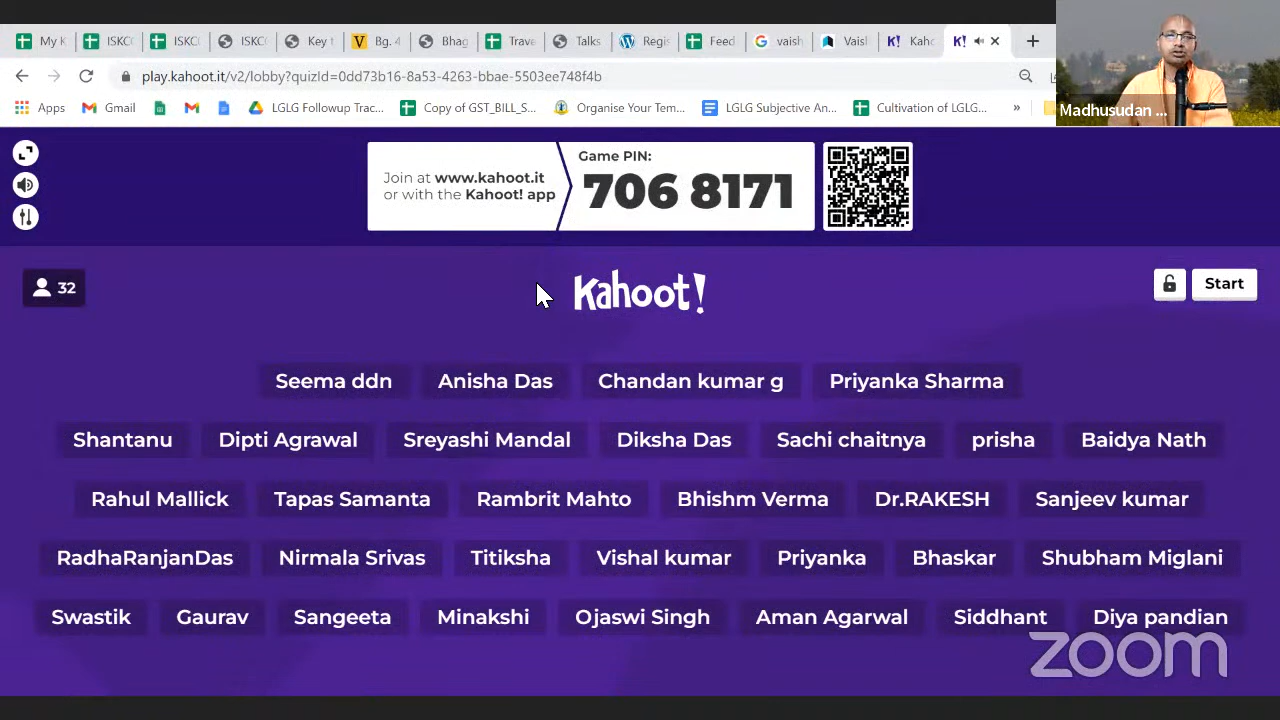 My K ISKCC ISKCC ISKC Key t Bg. 4 Bhag Trave Talks Regis Feed vaish Vaisl Kaho
play.kahoot.it/v2/lobby?quizId=0dd73b16-8a53-4263-bbae-5503ee748f4b
Apps Gmail LGLG Followup Trac... Copy of GST_BILL_S... Organise Your Tem... LGLG Subjective An... Cultivation of LGLG... »
Madhusudan ...
Join at www.kahoot.it
or with the Kahoot! app
Game PIN:
706 8171
32
Kahoot!
Start
Seema ddn Anisha Das Chandan kumar g Priyanka Sharma
Shantanu Dipti Agrawal Sreyashi Mandal Diksha Das Sachi chaitnya prisha Baidya Nath
Rahul Mallick Tapas Samanta Rambrit Mahto Bhishm Verma Dr.RAKESH Sanjeev kumar
RadhaRanjanDas Nirmala Srivas Titiksha Vishal kumar Priyanka Bhaskar Shubham Miglani
Swastik Gaurav Sangeeta Minakshi Ojaswi Singh Aman Agarwal Siddhant Diya pandian
zoom